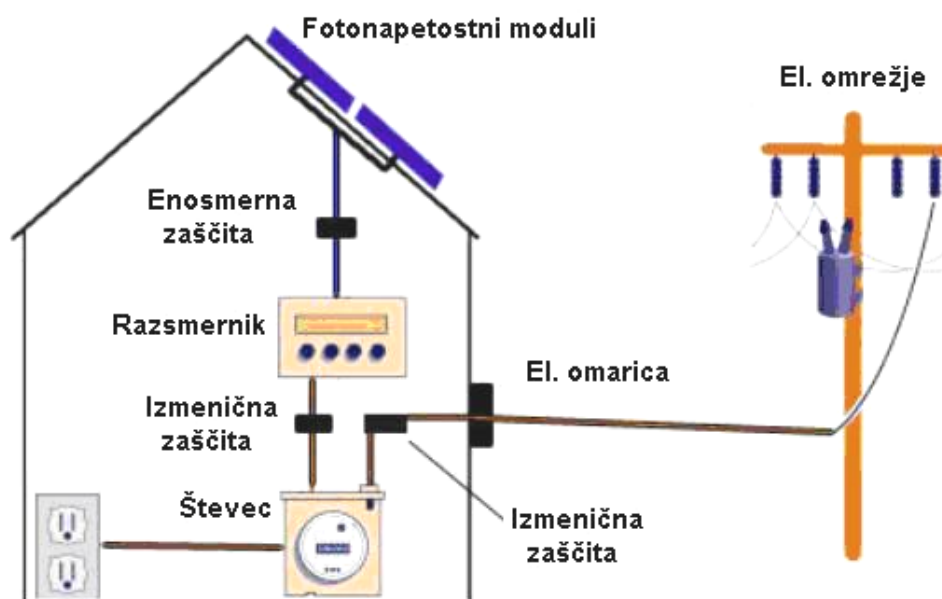 Fotonapetostni moduli
El. omrežje
Enosmerna
zaščita
Razsmernik
El. omarica
Izmenična
zaščita
Števec
Izmenična
zaščita